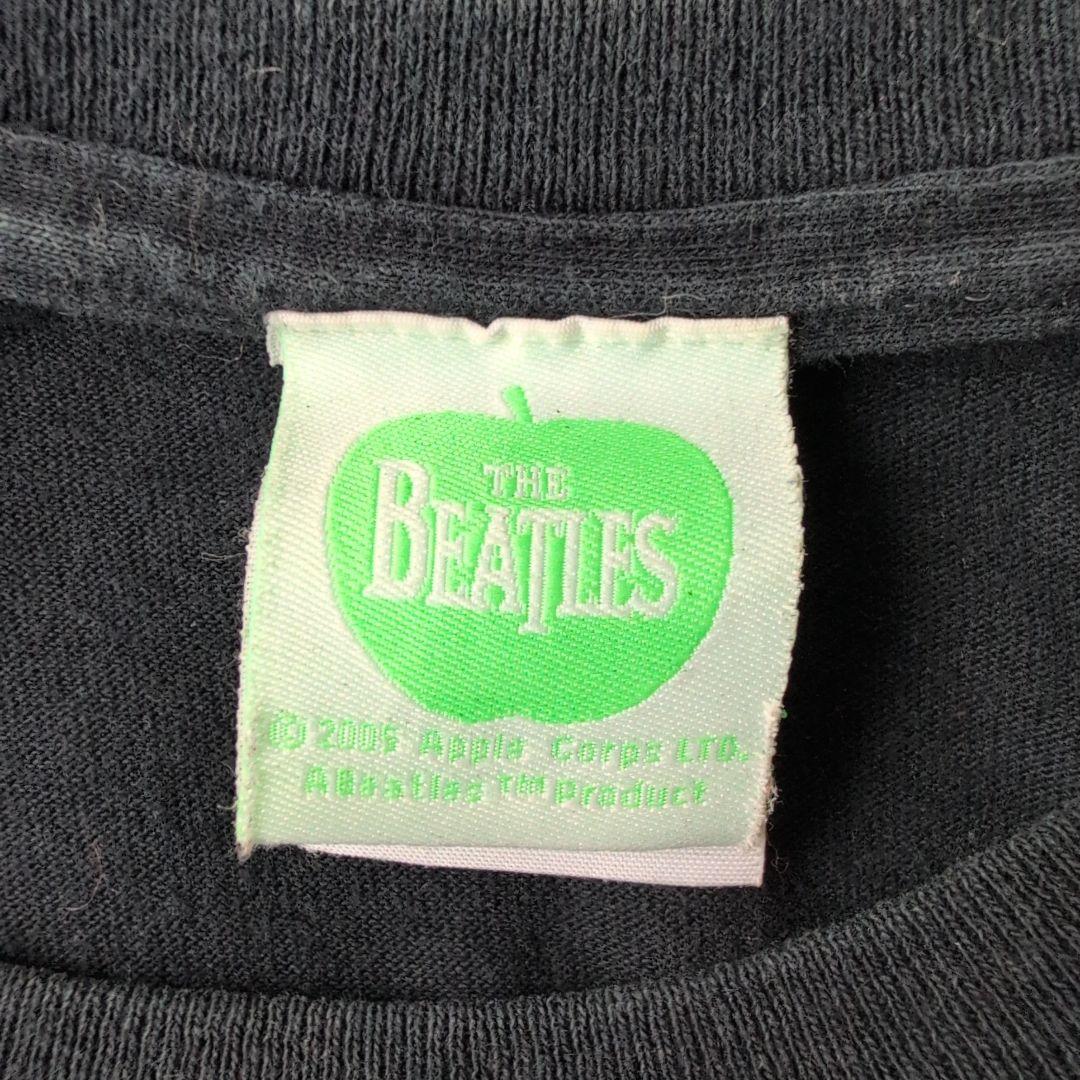 THE
BEATLES
© 2005 Apple Corps LTD.
A Beatles ™ Product